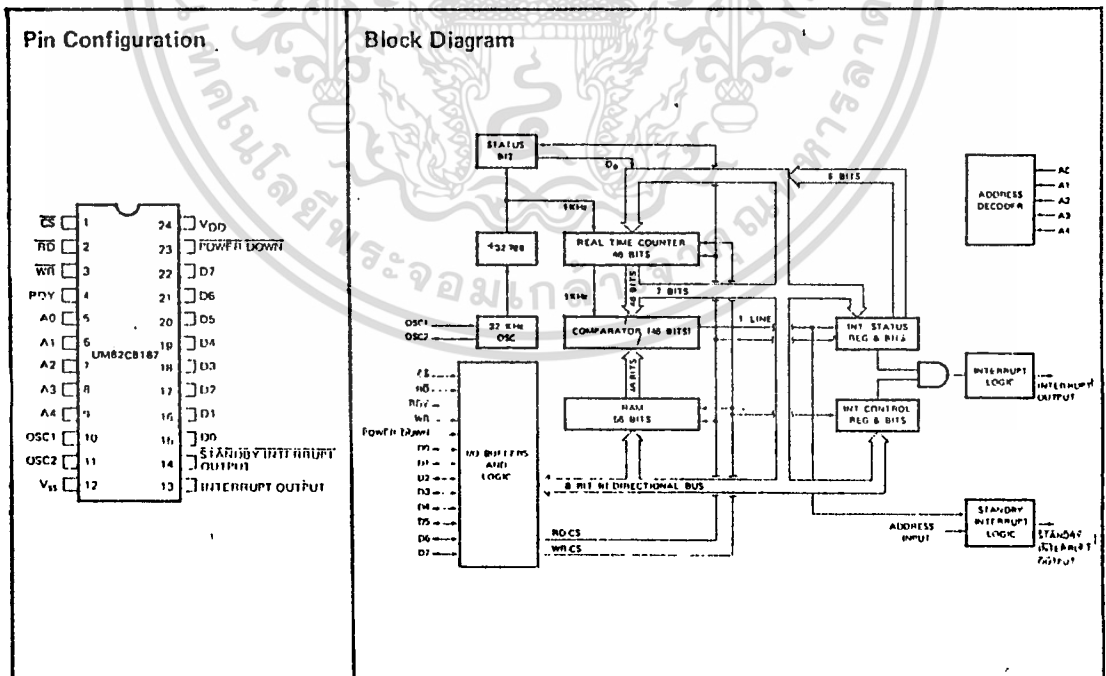 Pin Configuration
CS 1
RD 2
WR 3
RDY 4
A0 5
A1 6
A2 7
A3 8
A4 9
OSC1 10
OSC2 11
Vss 12
UM82C8167
24 VDD
23 POWER DOWN
22 D7
21 D6
20 D5
19 D4
18 D3
17 D2
16 D1
15 D0
14 STANDBY INTERRUPT
OUTPUT
13 INTERRUPT OUTPUT
Block Diagram
STATUS
BIT
D0
1KHz
÷32 768
REAL TIME COUNTER
48 BITS
48 BITS
7 BITS
1KHz
OSC1
OSC2
32 KHz
OSC
COMPARATOR (48 BITS)
1 LINE
8 BITS
ADDRESS
DECODER
A0
A1
A2
A3
A4
INT STATUS
REG 8 BITS
INTERRUPT
LOGIC
INTERRUPT
OUTPUT
INT CONTROL
REG 8 BITS
RAM
56 BITS
CS
RD
RDY
WR
POWER DOWN
D0
D1
D2
D3
D4
D5
D6
D7
I/O BUFFERS
AND
LOGIC
8 BIT BIDIRECTIONAL BUS
RD CS
WR CS
ADDRESS
INPUT
STANDBY
INTERRUPT
LOGIC
STANDBY
INTERRUPT
OUTPUT